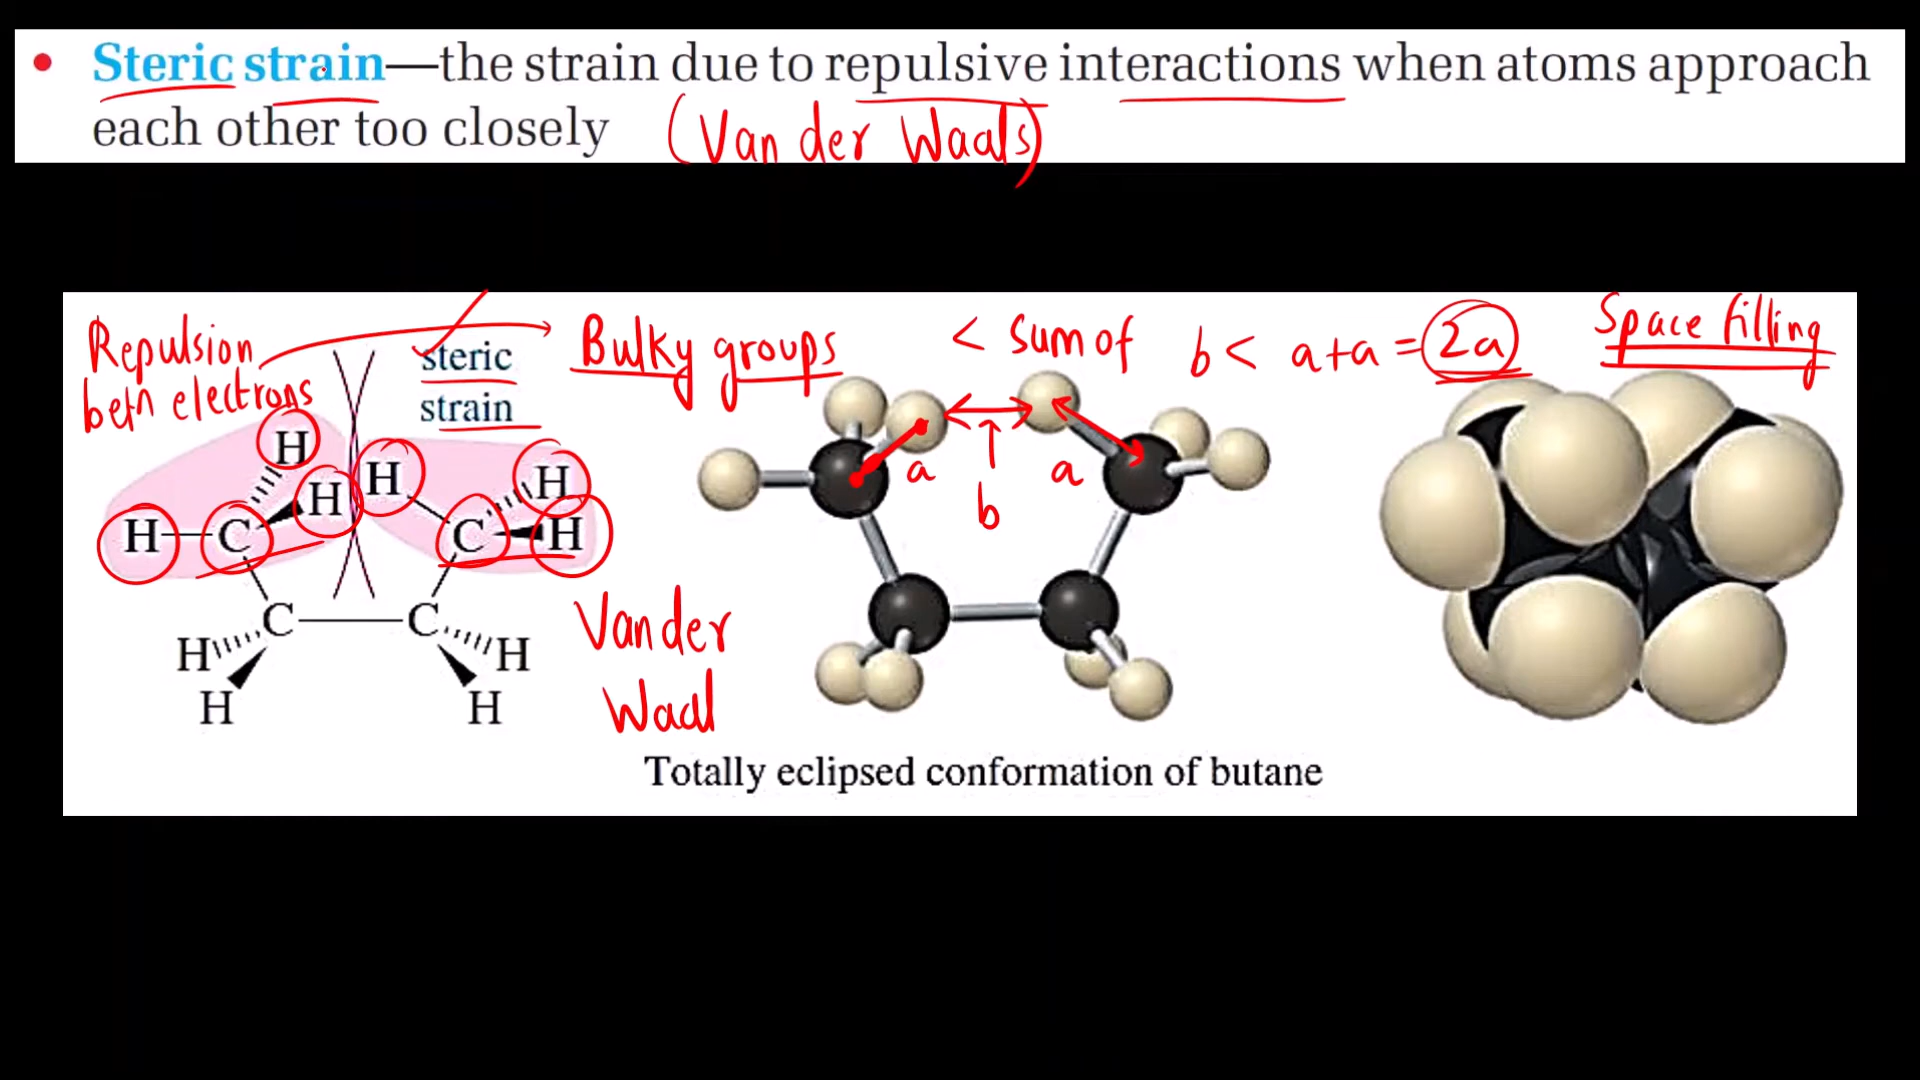 • Steric strain—the strain due to repulsive interactions when atoms approach
each other too closely (Van der Waals)
Repulsion
betn electrons
steric
strain
Bulky groups
< sum of
b < a+a = 2a
Space filling
H
H
H
H
H C
C H
a
a
b
C C
H
H
H
H
Van der
Waal
Totally eclipsed conformation of butane